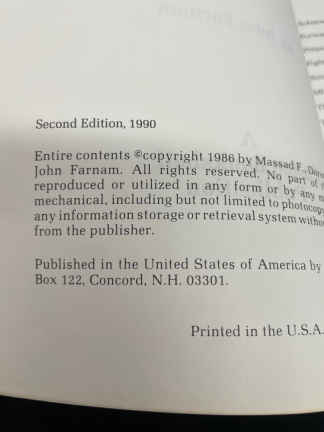 Second Edition, 1990
Entire contents ©copyright 1986 by Massad F.
John Farnam. All rights reserved. No part of
reproduced or utilized in any form or by any
mechanical, including but not limited to photocopy
any information storage or retrieval system witho
from the publisher.
Published in the United States of America by
Box 122, Concord, N.H. 03301.
Printed in the U.S.A.